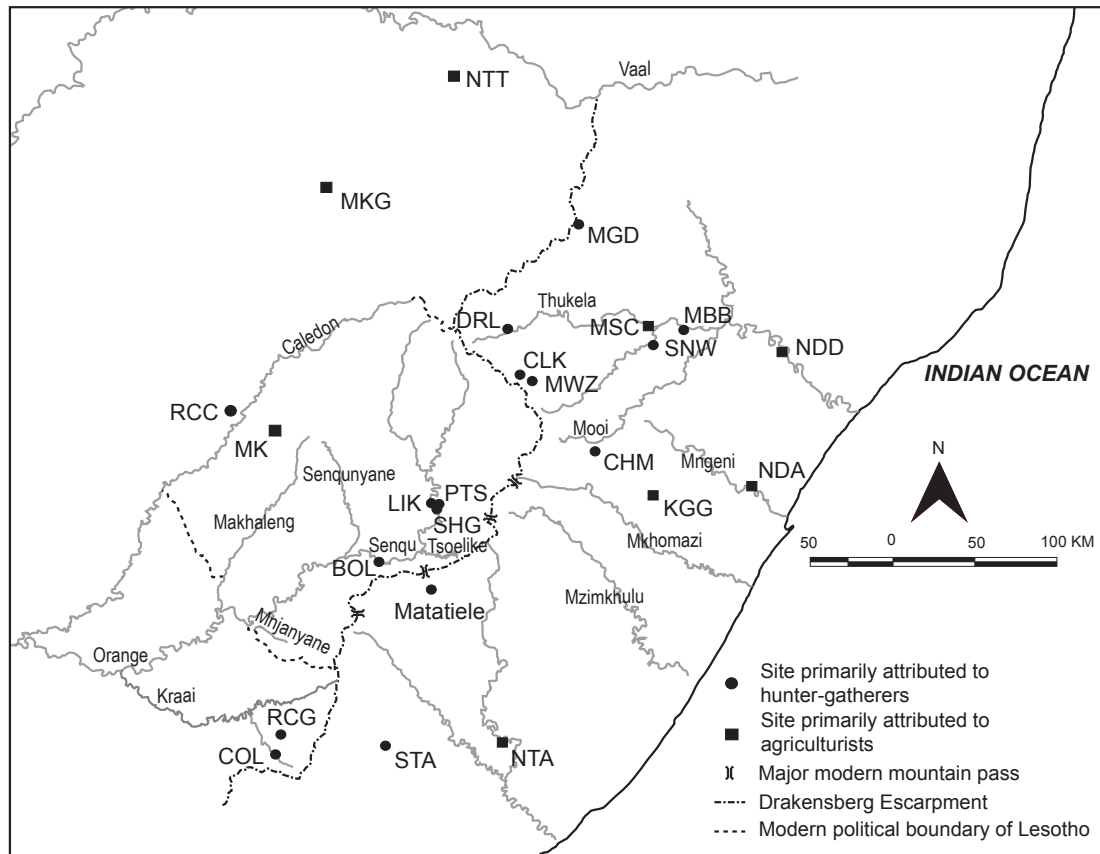 Vaal
NTT
MKG
MGD
Thukela
DRL
MSC
MBB
SNW
NDD
Caledon
CLK
MWZ
INDIAN OCEAN
RCC
MK
Mooi
CHM
Mngeni
NDA
N
Senqunyane
LIK
PTS
SHG
KGG
Makhaleng
Senqu
Tsoelike
Mkhomazi
50 0 50 100 KM
BOL
Matatiele
Mzimkhulu
Mnjanyane
Orange
Kraai
RCG
COL
STA
NTA
Site primarily attributed to
hunter-gatherers
Site primarily attributed to
agriculturists
Major modern mountain pass
Drakensberg Escarpment
Modern political boundary of Lesotho